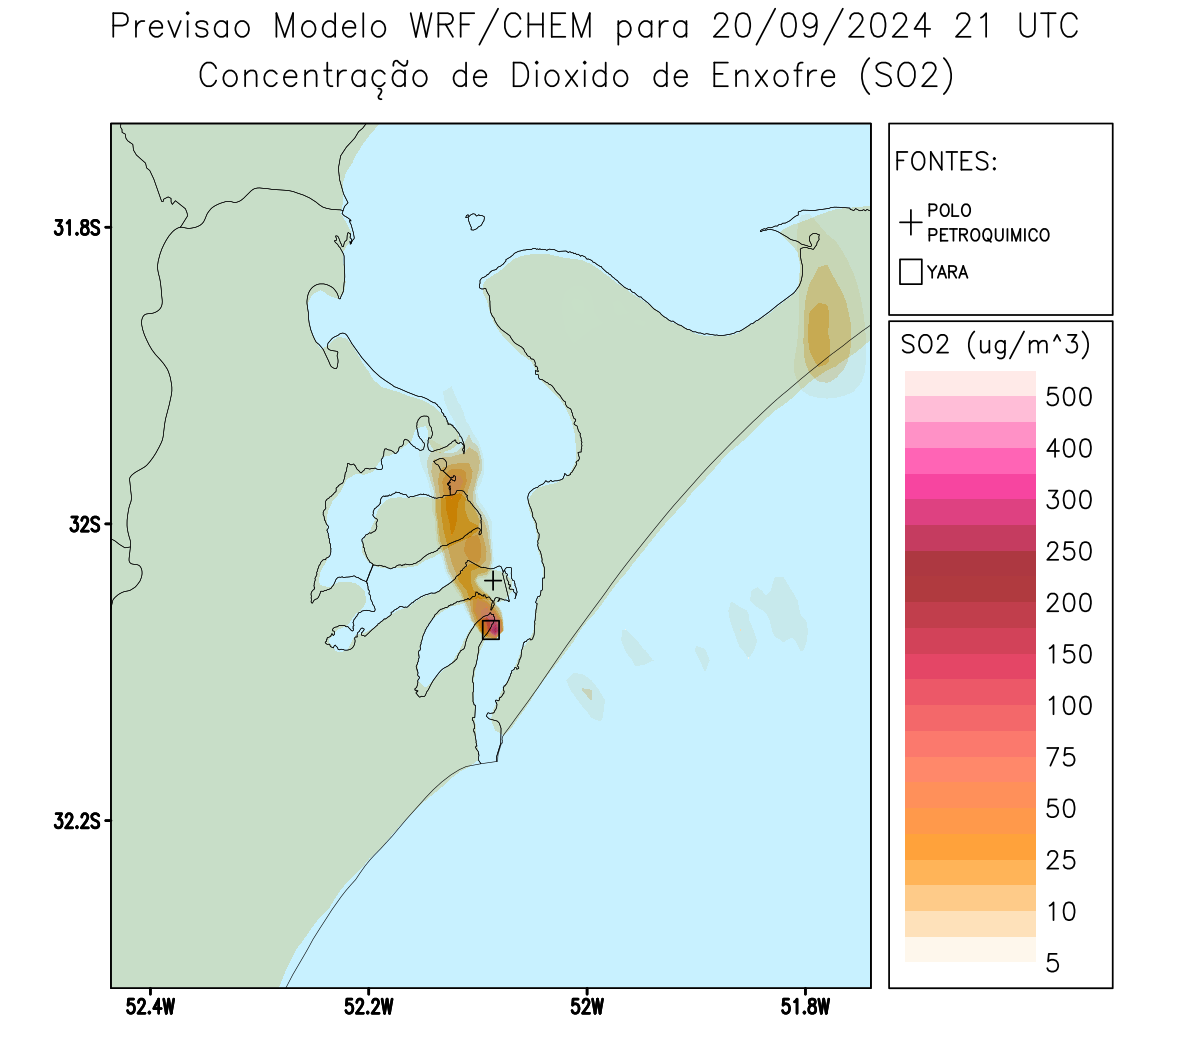 Previsao Modelo WRF/CHEM para 20/09/2024 21 UTC
Concentração de Dioxido de Enxofre (SO2)
FONTES:
POLO
PETROQUIMICO
YARA
SO2 (ug/m^3)
500
400
300
250
200
150
100
75
50
25
10
5
31.8S
32S
32.2S
52.4W
52.2W
52W
51.8W